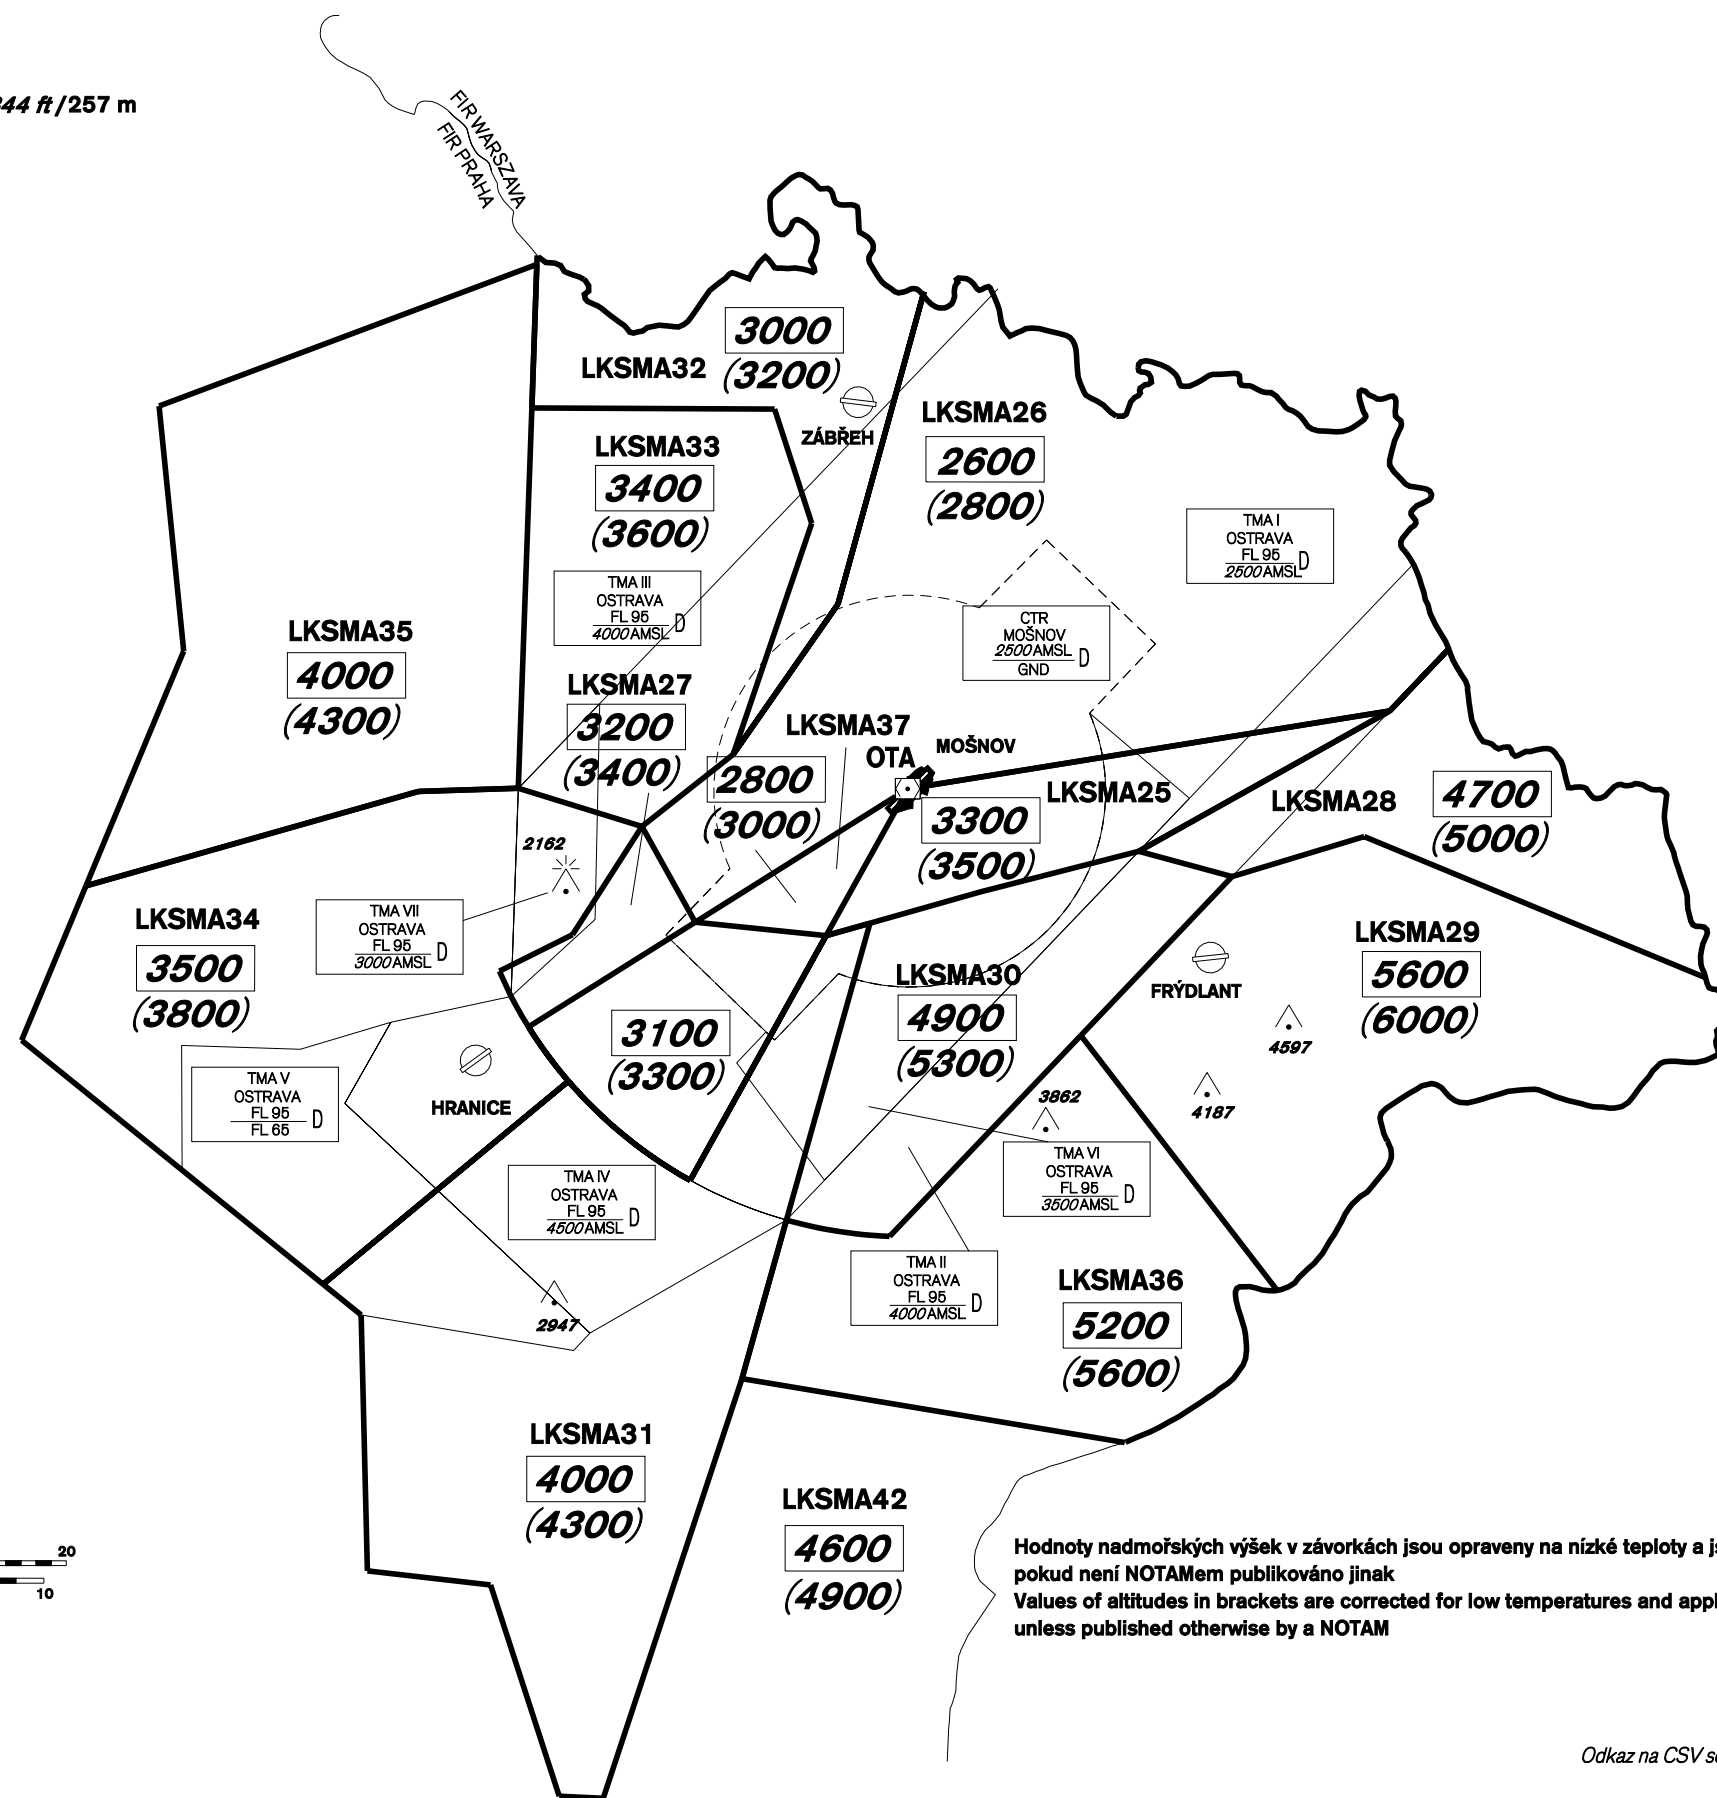 44 ft/257 m
FIR WARSZAVA
FIR PRAHA
3000
LKSMA32
(3200)
LKSMA26
ZÁBŘEH
LKSMA33
2600
3400
(2800)
(3600)
TMA I
OSTRAVA
FL 95
2500 AMSL
D
TMA III
OSTRAVA
FL 95
4000 AMSL
D
CTR
MOŠNOV
2500 AMSL
GND
D
LKSMA35
4000
(4300)
LKSMA27
3200
(3400)
LKSMA37
OTA
MOŠNOV
2800
(3000)
LKSMA25
3300
(3500)
LKSMA28
4700
(5000)
2162
LKSMA34
3500
(3800)
TMA VII
OSTRAVA
FL 95
3000 AMSL
D
LKSMA29
5600
(6000)
LKSMA30
4900
(5300)
FRÝDLANT
3100
(3300)
4597
4187
3862
TMA V
OSTRAVA
FL 95
FL 65
D
HRANICE
TMA IV
OSTRAVA
FL 95
4500 AMSL
D
TMA VI
OSTRAVA
FL 95
3500 AMSL
D
TMA II
OSTRAVA
FL 95
4000 AMSL
D
LKSMA36
5200
(5600)
2947
LKSMA31
4000
(4300)
LKSMA42
4600
(4900)
20
10
Hodnoty nadmořských výšek v závorkách jsou opraveny na nízké teploty a
pokud není NOTAMem publikováno jinak
Values of altitudes in brackets are corrected for low temperatures and
unless published otherwise by a NOTAM
Odkaz na CSV